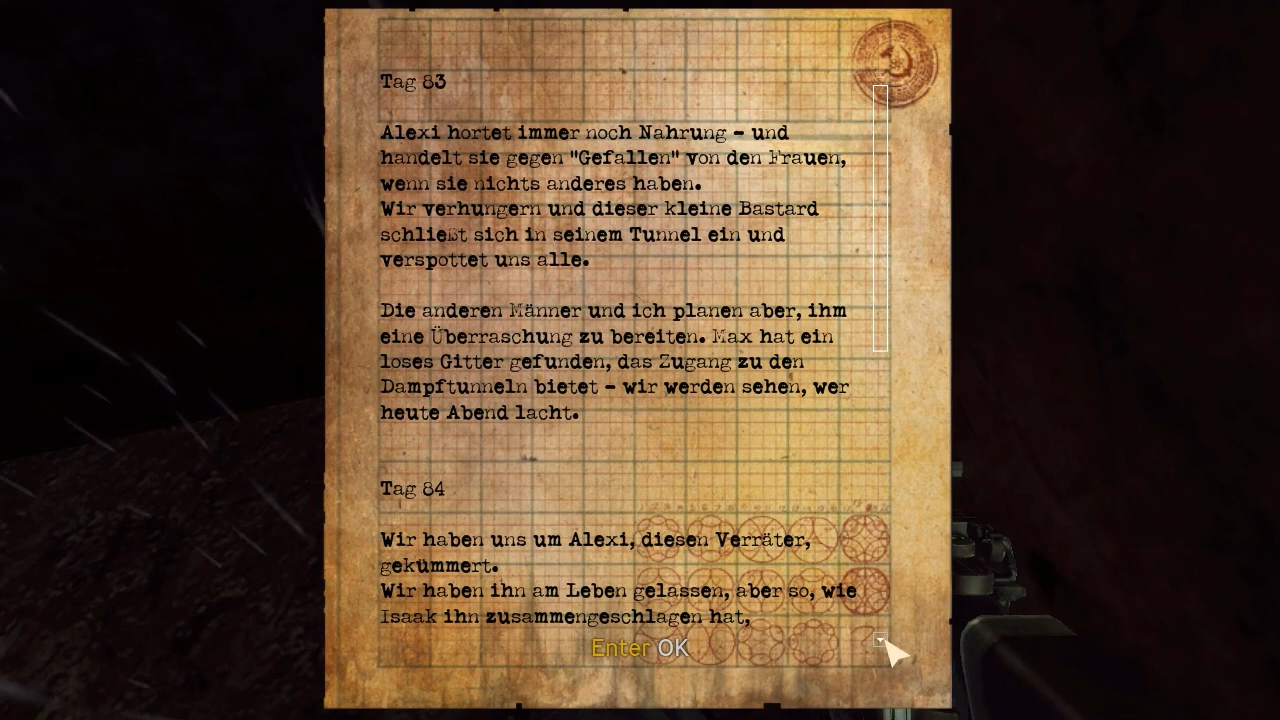 Tag 83
Alexi hortet immer noch Nahrung - und
handelt sie gegen "Gefallen" von den Frauen,
wenn sie nichts anderes haben.
Wir verhungern und dieser kleine Bastard
schließt sich in seinem Tunnel ein und
verspottet uns alle.
Die anderen Männer und ich planen aber, ihm
eine Überraschung zu bereiten. Max hat ein
loses Gitter gefunden, das Zugang zu den
Dampftunneln bietet - wir werden sehen, wer
heute Abend lacht.
Tag 84
Wir haben uns um Alexi, diesen Verräter,
gekümmert.
Wir haben ihn am Leben gelassen, aber so, wie
Isaak ihn zusammengeschlagen hat,
Enter OK